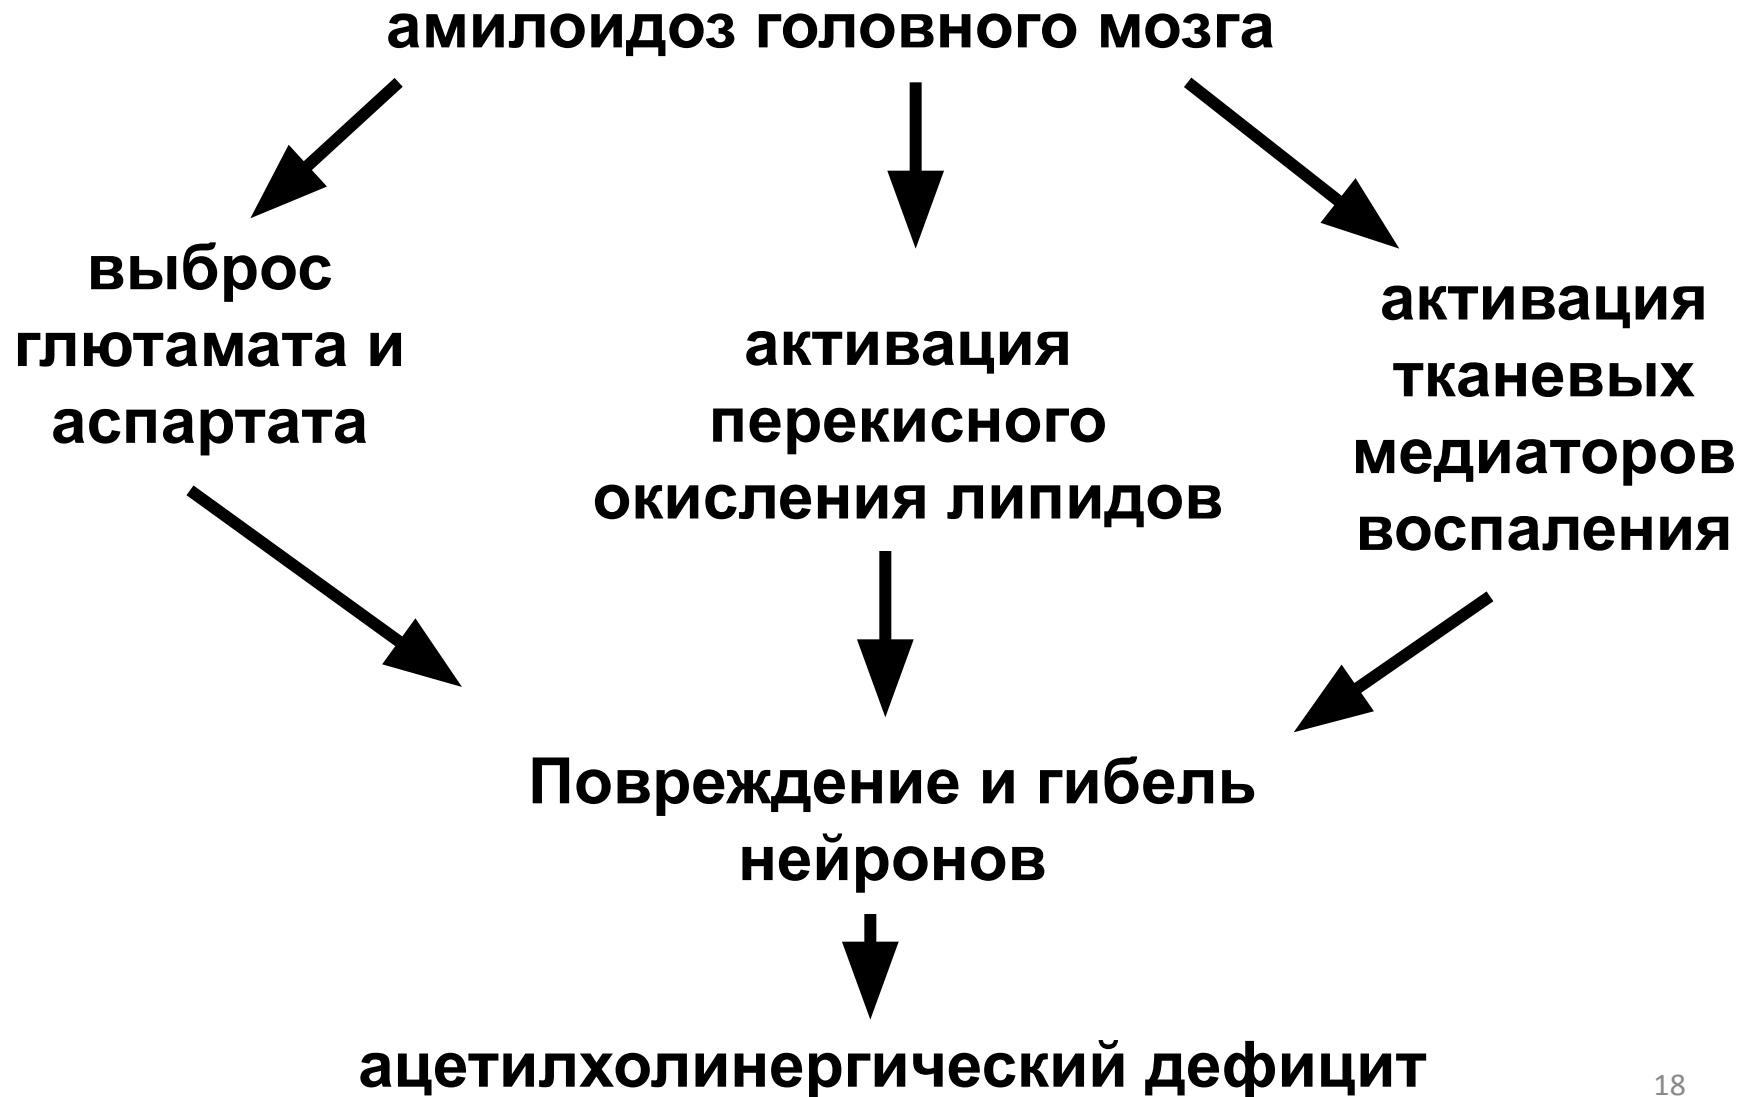 амилоидоз головного мозга
выброс
глютамата и
аспартата
активация
перекисного
окисления липидов
активация
тканевых
медиаторов
воспаления
Повреждение и гибель
нейронов
ацетилхолинергический дефицит
18